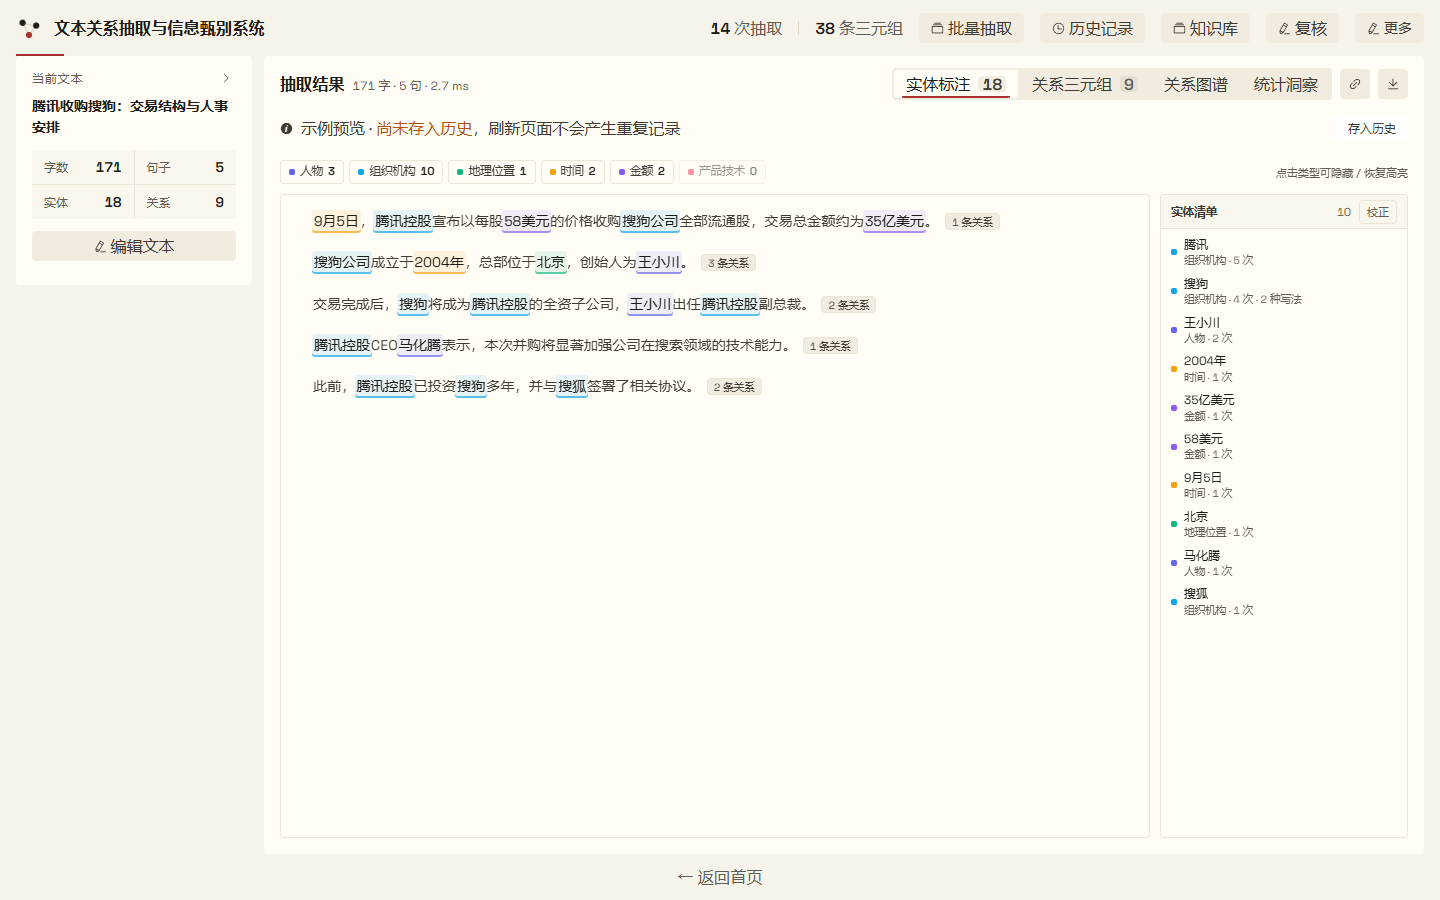 文本关系抽取与信息甄别系统
14 次抽取 38 条三元组 批量抽取 历史记录 知识库 复核 更多
当前文本
腾讯收购搜狗：交易结构与人事安排
字数 171 句子 5
实体 18 关系 9
编辑文本
抽取结果 171 字 · 5 句 · 2.7 ms
实体标注 18 关系三元组 9 关系图谱 统计洞察
示例预览 · 尚未存入历史，刷新页面不会产生重复记录
存入历史
人物 3 组织机构 10 地理位置 1 时间 2 金额 2 产品技术 0
点击类型可隐藏 / 恢复高亮
9月5日，腾讯控股宣布以每股58美元的价格收购搜狗公司全部流通股，交易总金额约为35亿美元。 1 条关系
搜狗公司成立于2004年，总部位于北京，创始人为王小川。 3 条关系
交易完成后，搜狗将成为腾讯控股的全资子公司，王小川出任腾讯控股副总裁。 2 条关系
腾讯控股CEO马化腾表示，本次并购将显著加强公司在搜索领域的技术能力。 1 条关系
此前，腾讯控股已投资搜狗多年，并与搜狐签署了相关协议。 2 条关系
实体清单 10 校正
腾讯
组织机构 · 5 次
搜狗
组织机构 · 4 次 · 2 种写法
王小川
人物 · 2 次
2004年
时间 · 1 次
35亿美元
金额 · 1 次
58美元
金额 · 1 次
9月5日
时间 · 1 次
北京
地理位置 · 1 次
马化腾
人物 · 1 次
搜狐
组织机构 · 1 次
← 返回首页